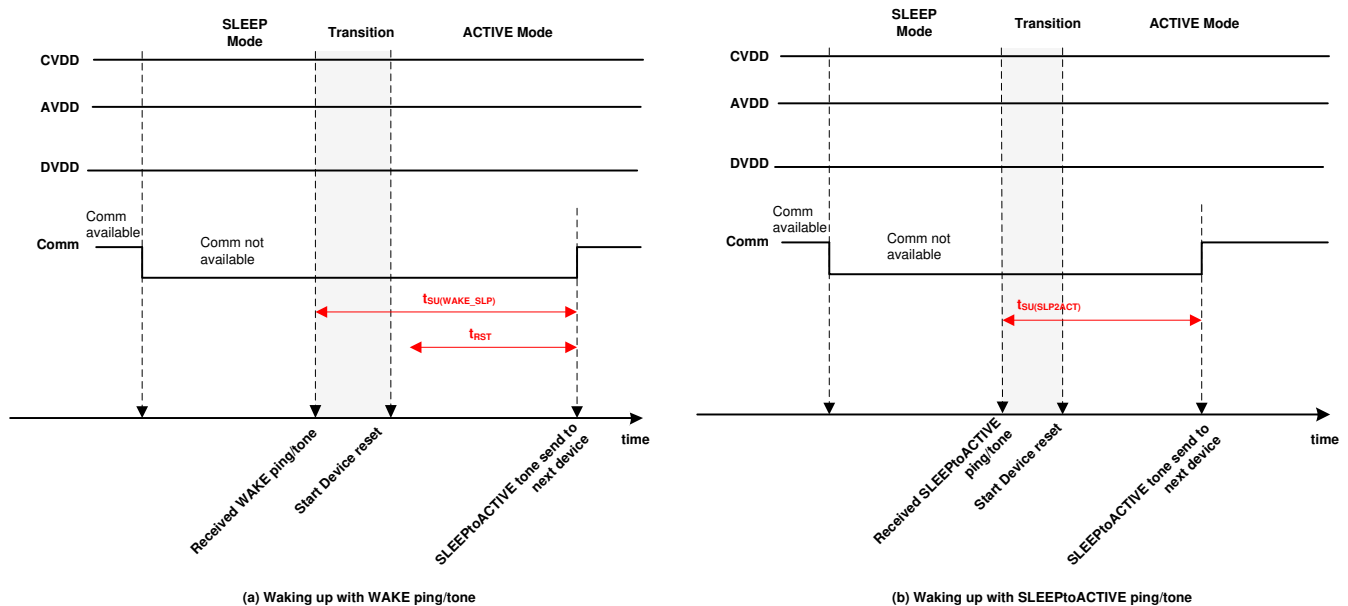 SLEEP
Mode
Transition
ACTIVE Mode
CVDD
AVDD
DVDD
Comm
available
Comm
Comm not
available
tSU(WAKE_SLP)
tRST
time
Received WAKE ping/tone
Start Device reset
SLEEPtoACTIVE tone send to
next device
(a) Waking up with WAKE ping/tone
SLEEP
Mode
Transition
ACTIVE Mode
CVDD
AVDD
DVDD
Comm
available
Comm
Comm not
available
tSU(SLP2ACT)
time
Received SLEEPtoACTIVE
ping/tone
Start Device reset
SLEEPtoACTIVE tone send to
next device
(b) Waking up with SLEEPtoACTIVE ping/tone